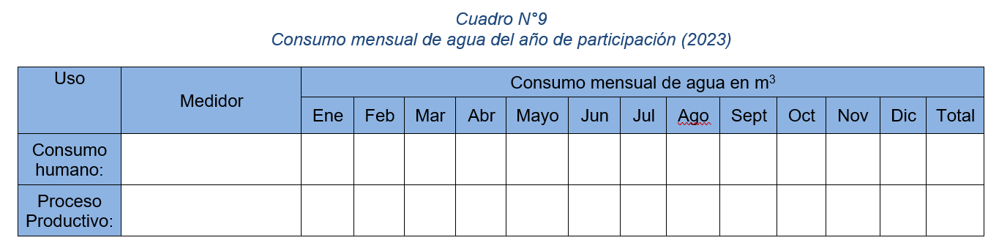 Cuadro N°9
Consumo mensual de agua del año de participación (2023)
Uso
Medidor
Consumo mensual de agua en m³
Ene Feb Mar Abr Mayo Jun Jul Ago Sept Oct Nov Dic Total
Consumo
humano:
Proceso
Productivo: